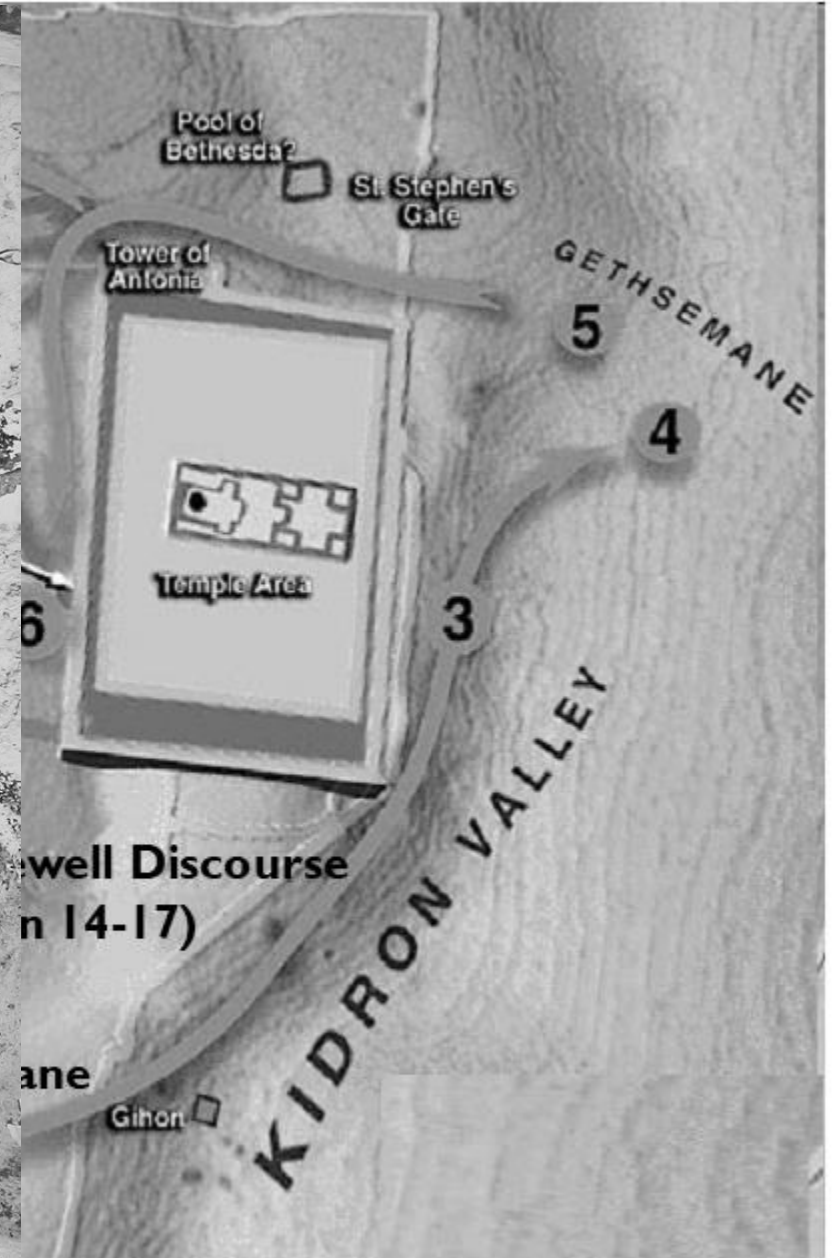 Pool of
Bethesda?
St. Stephen's
Gate
GETHSEMANE
Tower of
Antonia
5
4
Temple Area
6
3
KIDRON VALLEY
ewell Discourse
n 14-17)
ane
Gihon